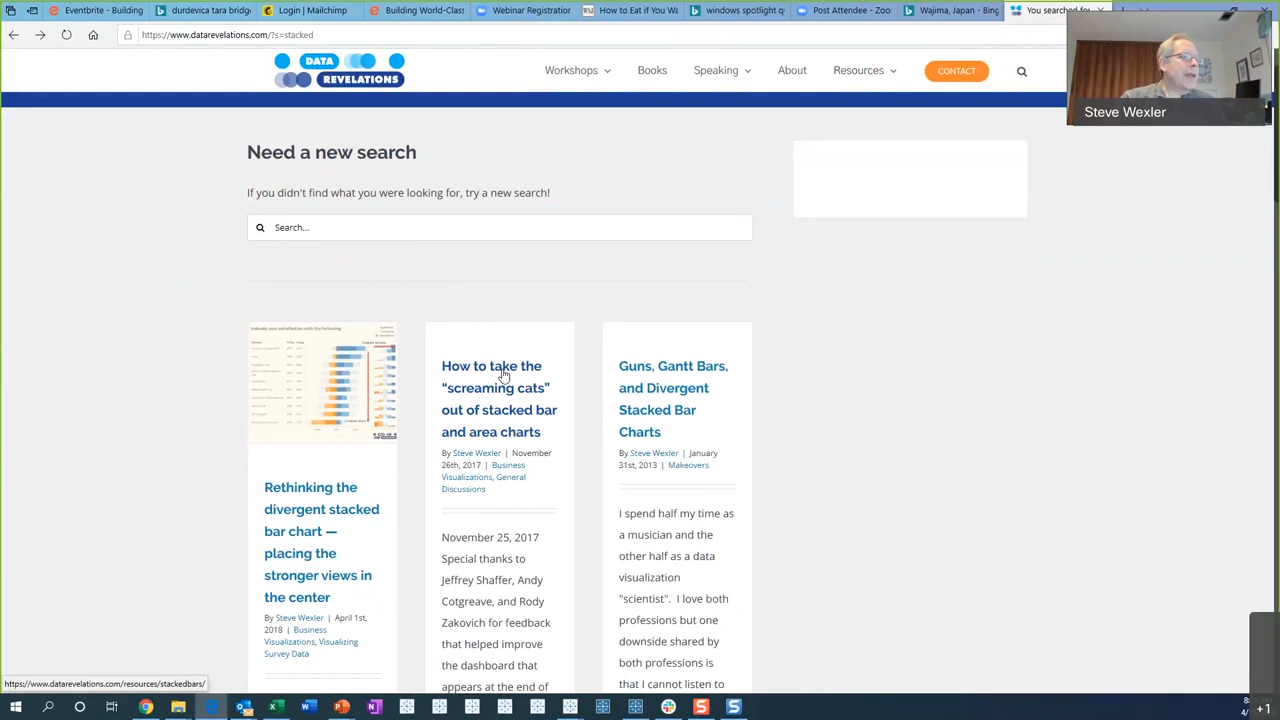 Eventbrite - Building
durdevica tara bridg
Login | Mailchimp
Building World-Class
Webinar Registration
How to Eat if You Wa
windows spotlight q
Post Attendee - Zoo
Wajima, Japan - Bing
You searched for
https://www.datarevelations.com/?s=stacked
DATA
REVELATIONS
Workshops
Books
Speaking
About
Resources
CONTACT
Steve Wexler
Need a new search
If you didn't find what you were looking for, try a new search!
Search...
Rethinking the
divergent stacked
bar chart —
placing the
stronger views in
the center
By Steve Wexler | April 1st,
2018 | Business
Visualizations, Visualizing
Survey Data
How to take the
“screaming cats”
out of stacked bar
and area charts
By Steve Wexler | November
26th, 2017 | Business
Visualizations, General
Discussions
November 25, 2017
Special thanks to
Jeffrey Shaffer, Andy
Cotgreave, and Rody
Zakovich for feedback
that helped improve
the dashboard that
appears at the end of
Guns, Gantt Bars,
and Divergent
Stacked Bar
Charts
By Steve Wexler | January
31st, 2013 | Makeovers
I spend half my time as
a musician and the
other half as a data
visualization
"scientist". I love both
professions but one
downside shared by
both professions is
that I cannot listen to
https://www.datarevelations.com/resources/stackedbars/
+1